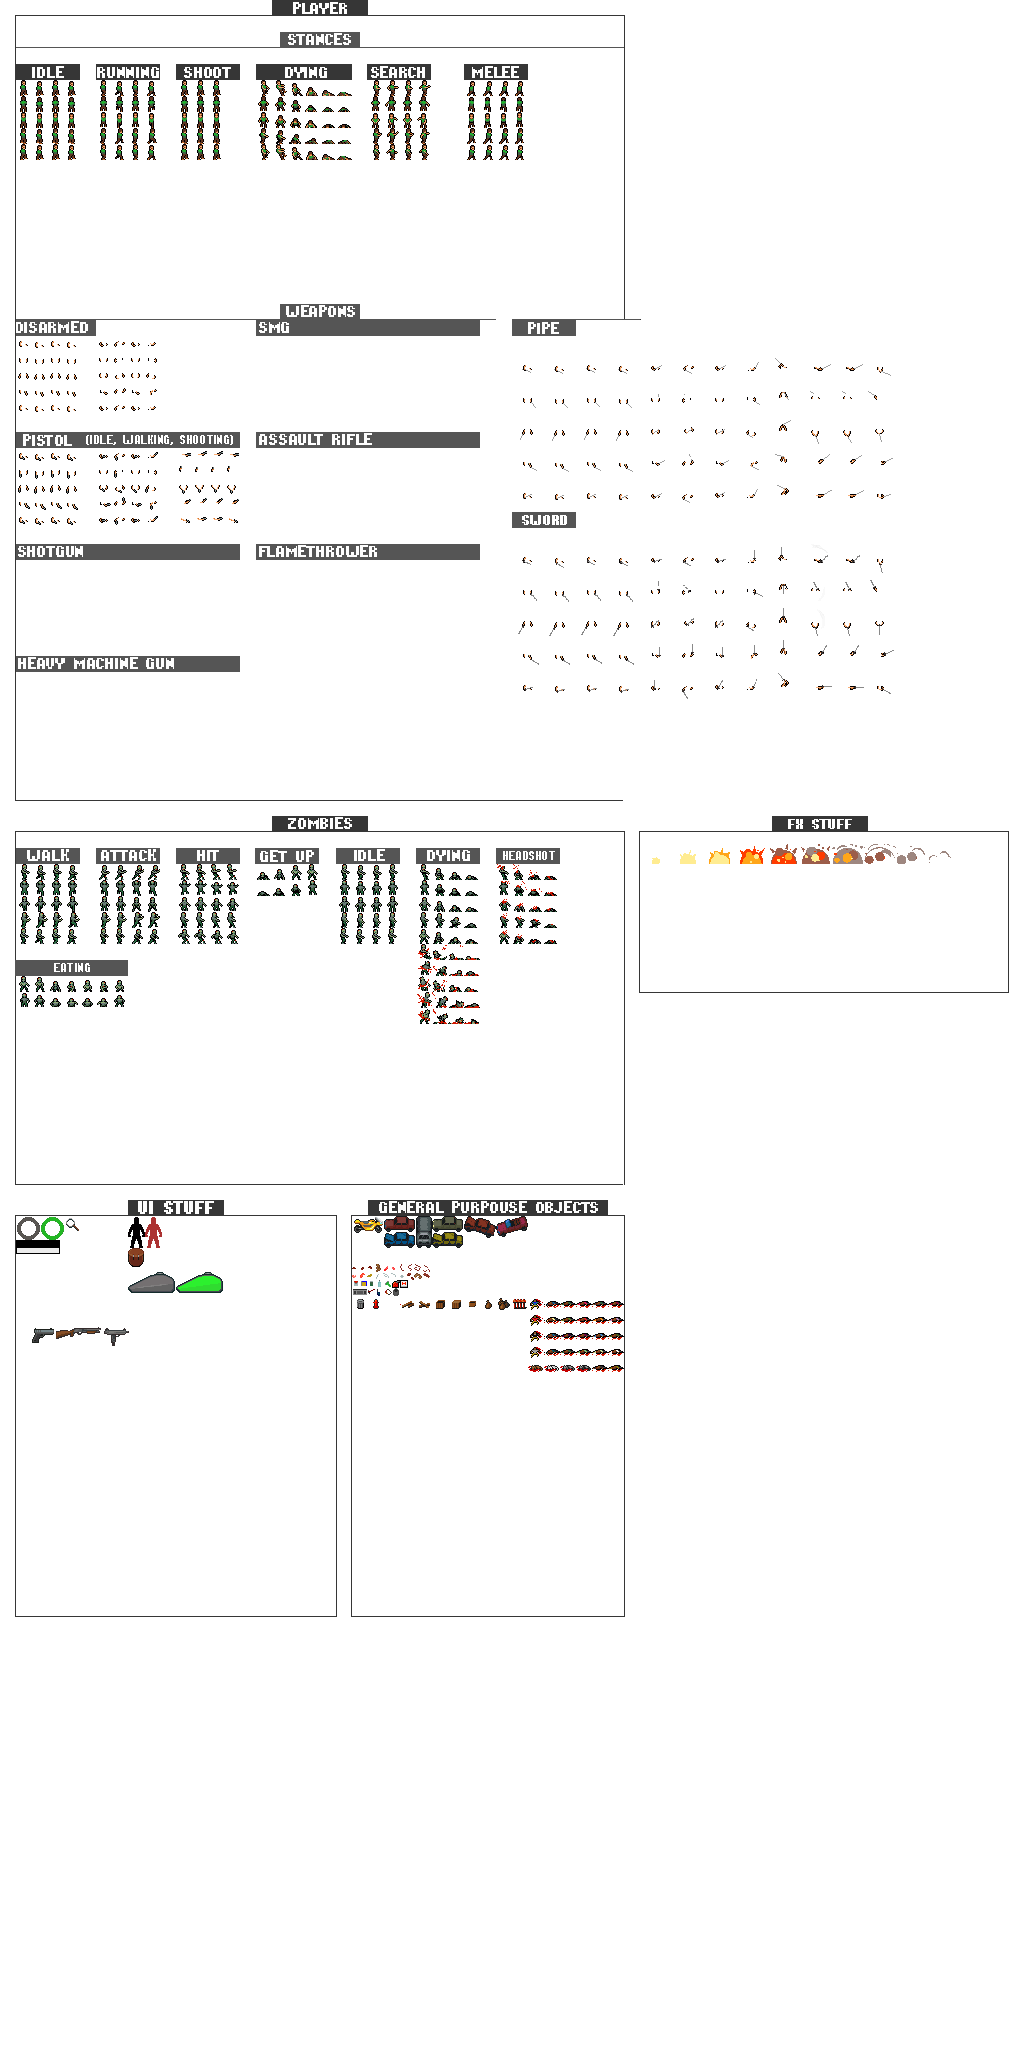 PLAYER
STANCES
IDLE
RUNNING
SHOOT
DYING
SEARCH
MELEE
WEAPONS
DISARMED
SMG
PIPE
PISTOL (IDLE, WALKING, SHOOTING)
ASSAULT RIFLE
SWORD
SHOTGUN
FLAMETHROWER
HEAVY MACHINE GUN
ZOMBIES
FX STUFF
WALK
ATTACK
HIT
GET UP
IDLE
DYING
HEADSHOT
EATING
UI STUFF
GENERAL PURPOUSE OBJECTS